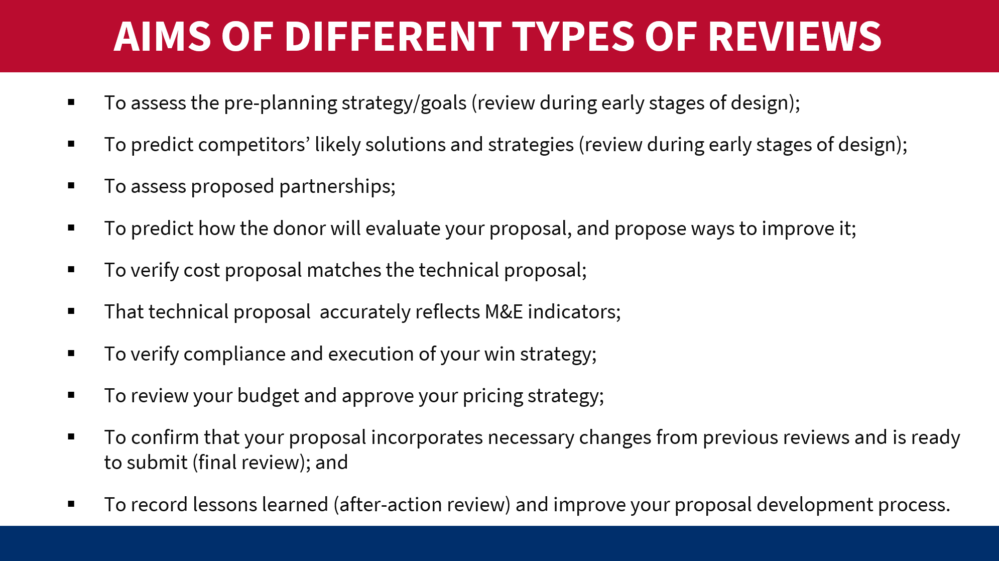 AIMS OF DIFFERENT TYPES OF REVIEWS
▪ To assess the pre-planning strategy/goals (review during early stages of design);
▪ To predict competitors’ likely solutions and strategies (review during early stages of design);
▪ To assess proposed partnerships;
▪ To predict how the donor will evaluate your proposal, and propose ways to improve it;
▪ To verify cost proposal matches the technical proposal;
▪ That technical proposal  accurately reflects M&E indicators;
▪ To verify compliance and execution of your win strategy;
▪ To review your budget and approve your pricing strategy;
▪ To confirm that your proposal incorporates necessary changes from previous reviews and is ready
to submit (final review); and
▪ To record lessons learned (after-action review) and improve your proposal development process.